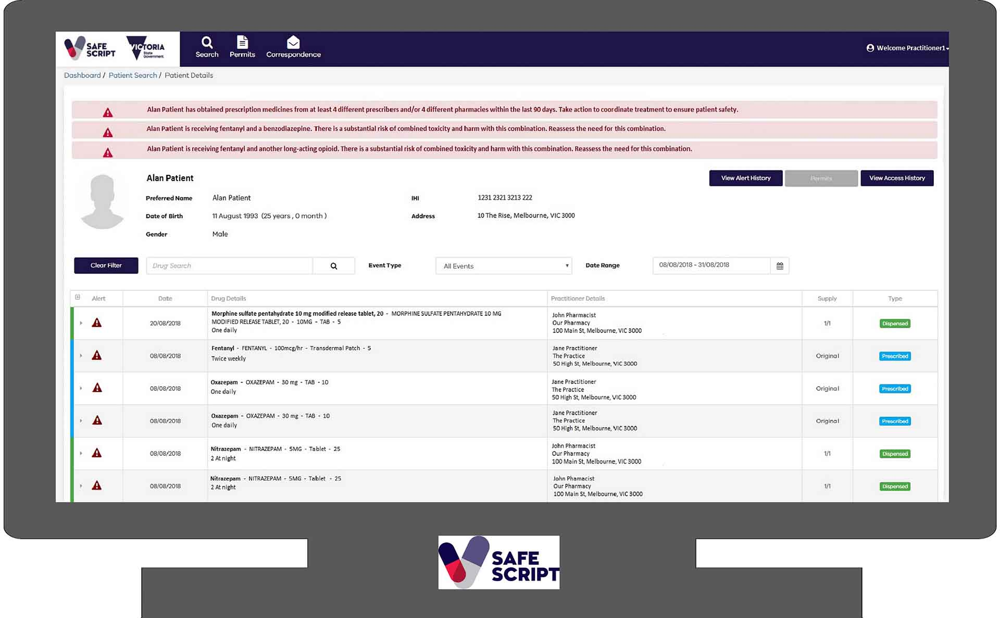 SAFE SCRIPT
VICTORIA
State Government
Search
Permits
Correspondence
Welcome Practitioner1
Dashboard / Patient Search / Patient Details
Alan Patient has obtained prescription medicines from at least 4 different prescribers and/or 4 different pharmacies within the last 90 days. Take action to coordinate treatment to ensure patient safety.
Alan Patient is receiving fentanyl and a benzodiazepine. There is a substantial risk of combined toxicity and harm with this combination. Reassess the need for this combination.
Alan Patient is receiving fentanyl and another long-acting opioid. There is a substantial risk of combined toxicity and harm with this combination. Reassess the need for this combination.
Alan Patient
View Alert History
Permits
View Access History
Preferred Name Alan Patient IHI 1231 2321 3213 222
Date of Birth 11 August 1993 (25 years , 0 month ) Address 10 The Rise, Melbourne, VIC 3000
Gender Male
Clear Filter Drug Search Event Type All Events Date Range 08/08/2018 - 31/08/2018
Alert Date Drug Details Practitioner Details Supply Type
20/08/2018
Morphine sulfate pentahydrate 10 mg modified release tablet, 20 - MORPHINE SULFATE PENTAHYDRATE 10 MG
MODIFIED RELEASE TABLET, 20 - 10MG - TAB - 5
One daily
John Pharmacist
Our Pharmacy
100 Main St, Melbourne, VIC 3000
1/1
Dispensed
08/08/2018
Fentanyl - FENTANYL - 100mcg/hr - Transdermal Patch - 5
Twice weekly
Jane Practitioner
The Practice
50 High St, Melbourne, VIC 3000
Original
Prescribed
08/08/2018
Oxazepam - OXAZEPAM - 30 mg - TAB - 10
One daily
Jane Practitioner
The Practice
50 High St, Melbourne, VIC 3000
Original
Prescribed
08/08/2018
Oxazepam - OXAZEPAM - 30 mg - TAB - 10
One daily
Jane Practitioner
The Practice
50 High St, Melbourne, VIC 3000
Original
Prescribed
08/08/2018
Nitrazepam - NITRAZEPAM - 5MG - Tablet - 25
2 At night
John Pharmacist
Our Pharmacy
100 Main St, Melbourne, VIC 3000
1/1
Dispensed
08/08/2018
Nitrazepam - NITRAZEPAM - 5MG - Tablet - 25
2 At night
John Phamacist
Our Pharmacy
100 Main St, Melbourne, VIC 3000
1/1
Dispensed
SAFE
SCRIPT